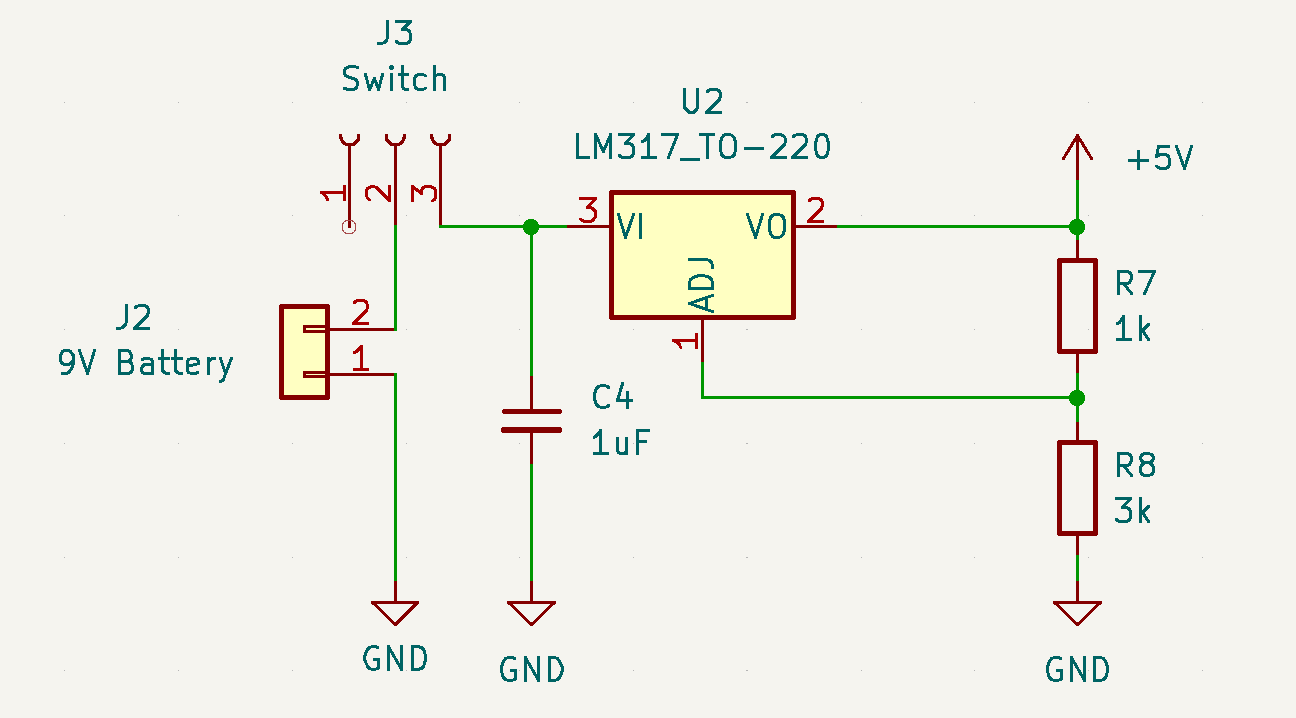 J3
Switch
1
2
3
U2
LM317_TO-220
3
VI
VO
2
ADJ
1
+5V
R7
1k
J2
9V Battery
2
1
C4
1uF
R8
3k
GND
GND
GND